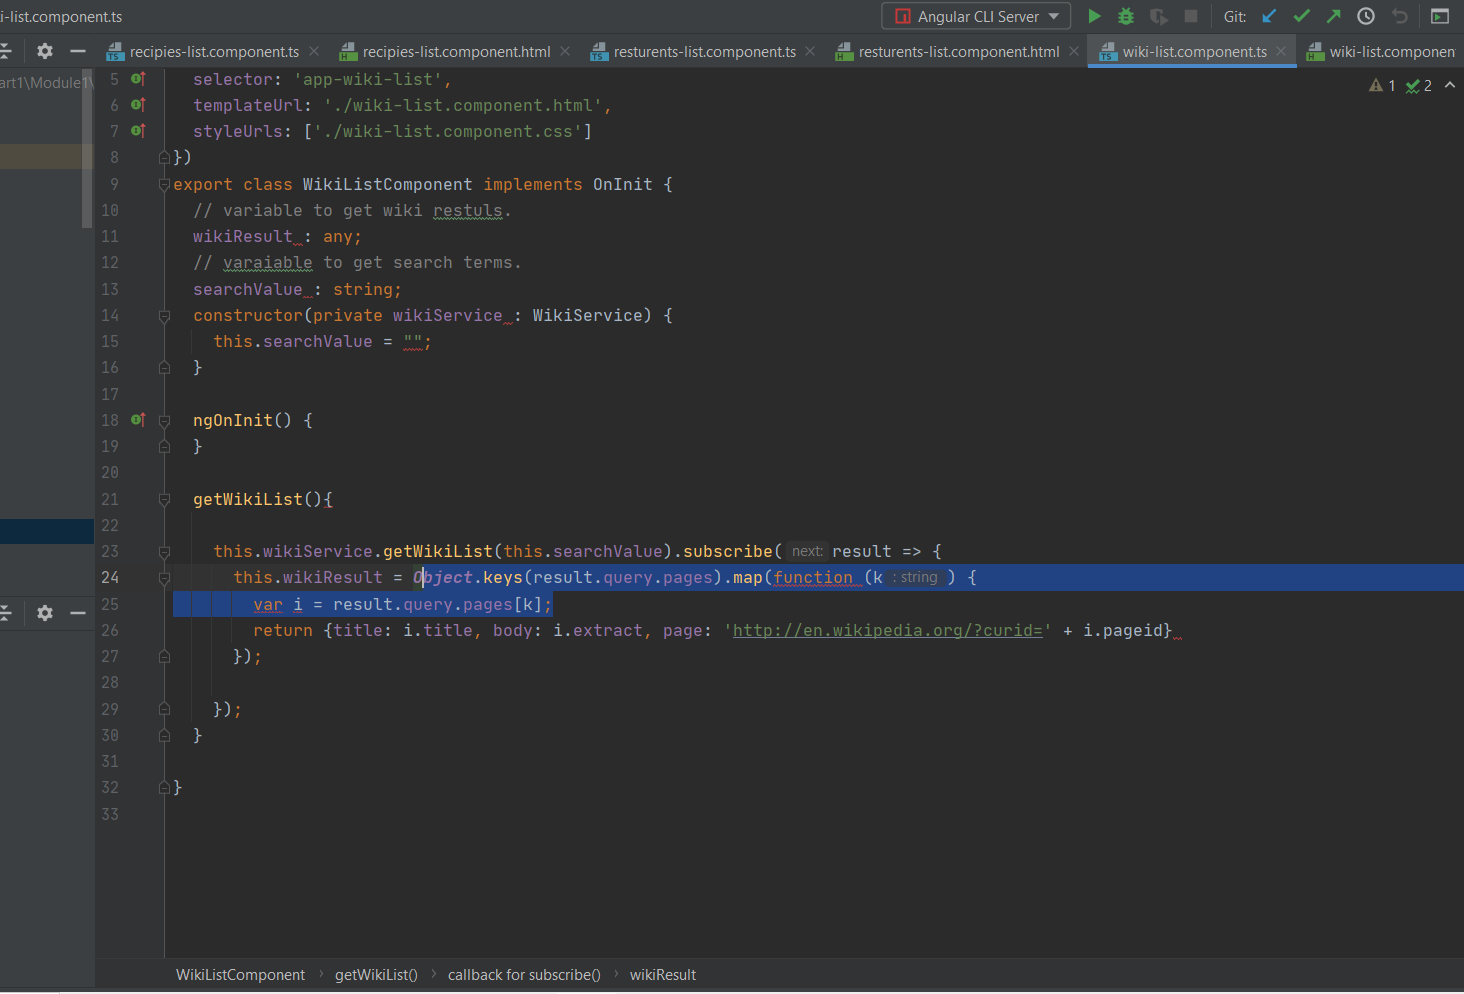 i-list.component.ts
Angular CLI Server
Git:
recipies-list.component.ts
recipies-list.component.html
resturents-list.component.ts
resturents-list.component.html
wiki-list.component.ts
wiki-list.componen
art1\Module1\
1 2
5 selector: 'app-wiki-list',
6 templateUrl: './wiki-list.component.html',
7 styleUrls: ['./wiki-list.component.css']
8 })
9 export class WikiListComponent implements OnInit {
10 // variable to get wiki restuls.
11 wikiResult : any;
12 // varaiable to get search terms.
13 searchValue : string;
14 constructor(private wikiService : WikiService) {
15 this.searchValue = "";
16 }
17
18 ngOnInit() {
19 }
20
21 getWikiList(){
22
23 this.wikiService.getWikiList(this.searchValue).subscribe( next: result => {
24 this.wikiResult = Object.keys(result.query.pages).map(function (k : string ) {
25 var i = result.query.pages[k];
26 return {title: i.title, body: i.extract, page: 'http://en.wikipedia.org/?curid=' + i.pageid}
27 });
28
29 });
30 }
31
32 }
33
WikiListComponent › getWikiList() › callback for subscribe() › wikiResult